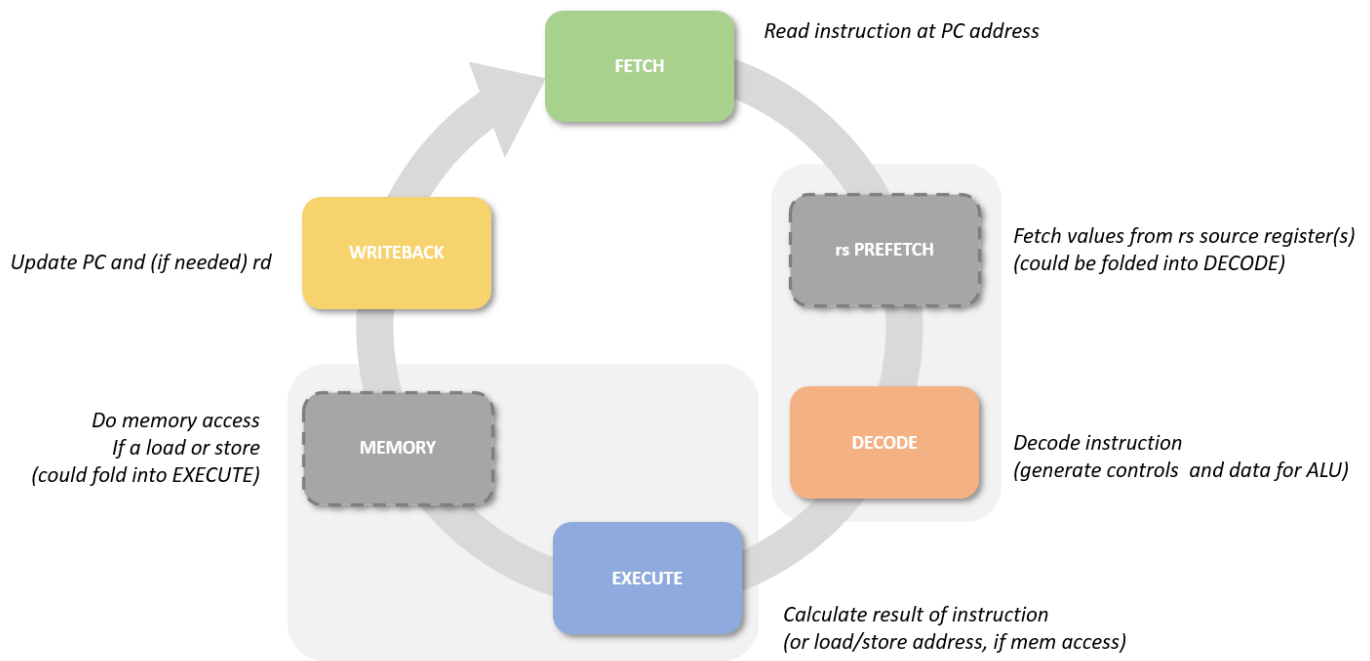 FETCH
Read instruction at PC address
rs PREFETCH
Fetch values from rs source register(s)
(could be folded into DECODE)
DECODE
Decode instruction
(generate controls  and data for ALU)
EXECUTE
Calculate result of instruction
(or load/store address, if mem access)
MEMORY
Do memory access
If a load or store
(could fold into EXECUTE)
WRITEBACK
Update PC and (if needed) rd